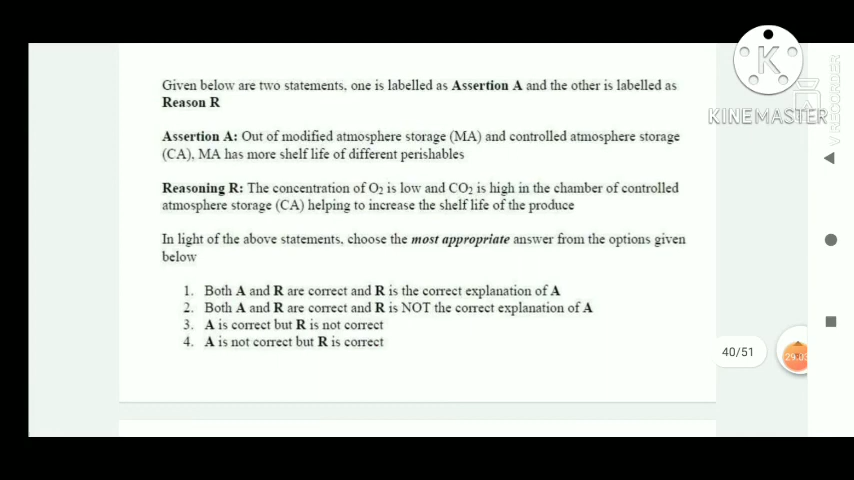 Given below are two statements, one is labelled as Assertion A and the other is labelled as
Reason R
Assertion A: Out of modified atmosphere storage (MA) and controlled atmosphere storage
(CA), MA has more shelf life of different perishables
Reasoning R: The concentration of O₂ is low and CO₂ is high in the chamber of controlled
atmosphere storage (CA) helping to increase the shelf life of the produce
In light of the above statements, choose the most appropriate answer from the options given
below
1. Both A and R are correct and R is the correct explanation of A
2. Both A and R are correct and R is NOT the correct explanation of A
3. A is correct but R is not correct
4. A is not correct but R is correct
40/51
29:03
K
KINEMASTER
V RECORDER